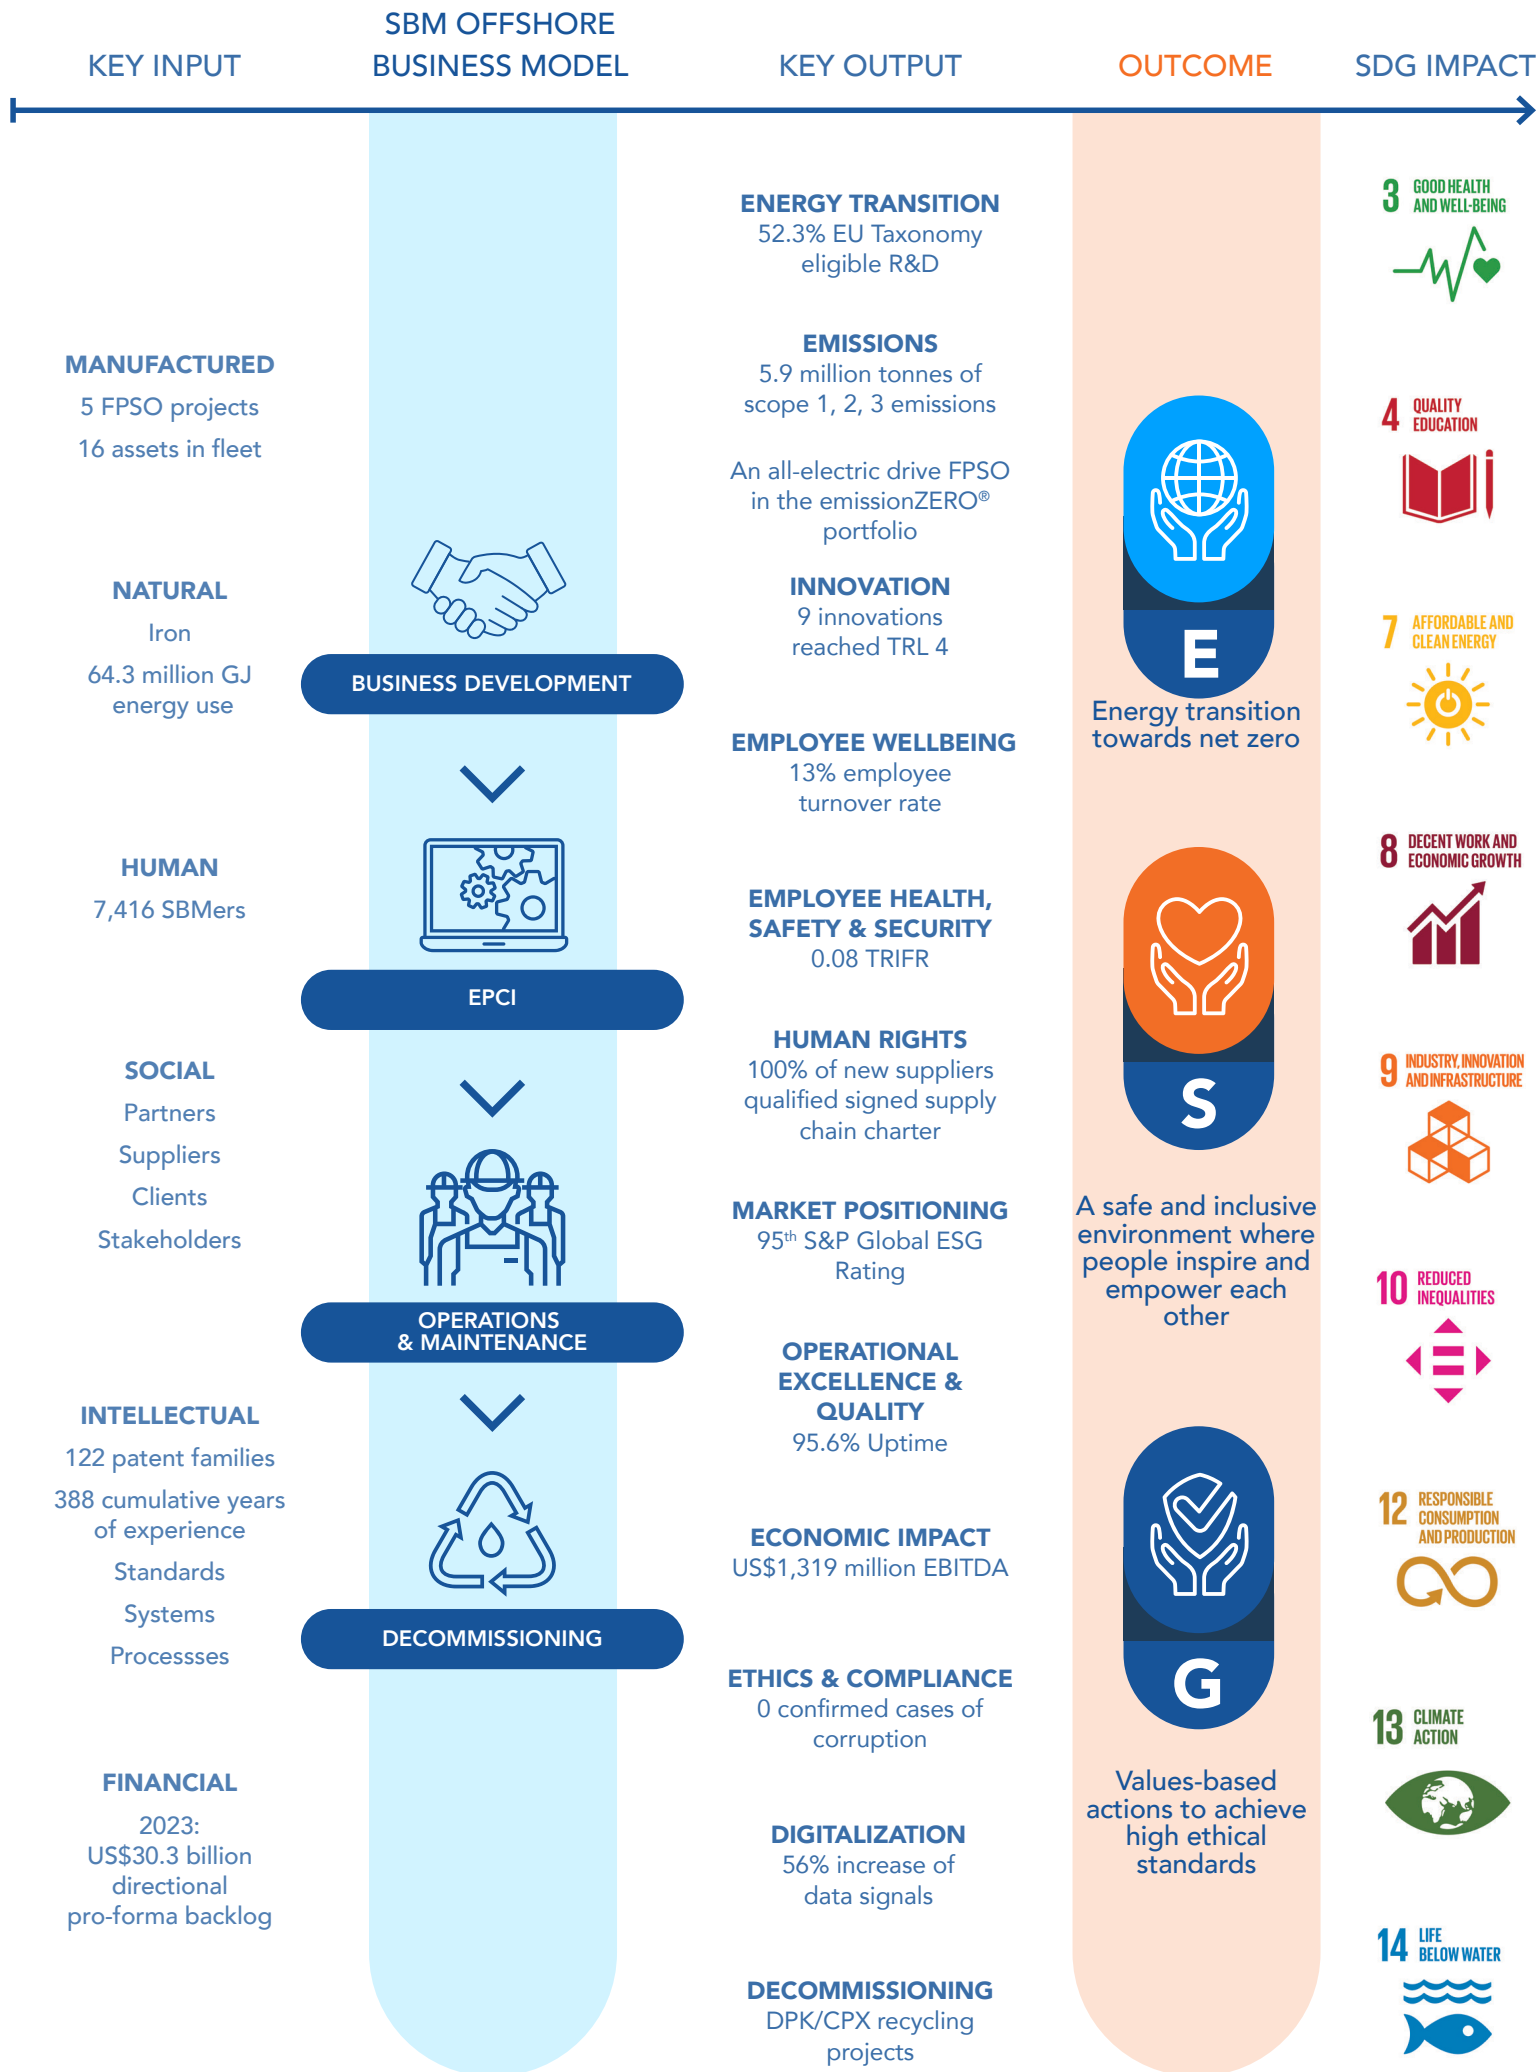 KEY INPUT
SBM OFFSHORE
BUSINESS MODEL
KEY OUTPUT
OUTCOME
SDG IMPACT
MANUFACTURED
5 FPSO projects
16 assets in fleet
NATURAL
Iron
64.3 million GJ
energy use
HUMAN
7,416 SBMers
SOCIAL
Partners
Suppliers
Clients
Stakeholders
INTELLECTUAL
122 patent families
388 cumulative years
of experience
Standards
Systems
Processses
FINANCIAL
2023:
US$30.3 billion
directional
pro-forma backlog
BUSINESS DEVELOPMENT
EPCI
OPERATIONS
& MAINTENANCE
DECOMMISSIONING
ENERGY TRANSITION
52.3% EU Taxonomy
eligible R&D
EMISSIONS
5.9 million tonnes of
scope 1, 2, 3 emissions
An all-electric drive FPSO
in the emissionZERO®
portfolio
INNOVATION
9 innovations
reached TRL 4
EMPLOYEE WELLBEING
13% employee
turnover rate
EMPLOYEE HEALTH,
SAFETY & SECURITY
0.08 TRIFR
HUMAN RIGHTS
100% of new suppliers
qualified signed supply
chain charter
MARKET POSITIONING
95th S&P Global ESG
Rating
OPERATIONAL
EXCELLENCE &
QUALITY
95.6% Uptime
ECONOMIC IMPACT
US$1,319 million EBITDA
ETHICS & COMPLIANCE
0 confirmed cases of
corruption
DIGITALIZATION
56% increase of
data signals
DECOMMISSIONING
DPK/CPX recycling
projects
E
Energy transition
towards net zero
S
A safe and inclusive
environment where
people inspire and
empower each
other
G
Values-based
actions to achieve
high ethical
standards
3 GOOD HEALTH
AND WELL-BEING
4 QUALITY
EDUCATION
7 AFFORDABLE AND
CLEAN ENERGY
8 DECENT WORK AND
ECONOMIC GROWTH
9 INDUSTRY, INNOVATION
AND INFRASTRUCTURE
10 REDUCED
INEQUALITIES
12 RESPONSIBLE
CONSUMPTION
AND PRODUCTION
13 CLIMATE
ACTION
14 LIFE
BELOW WATER